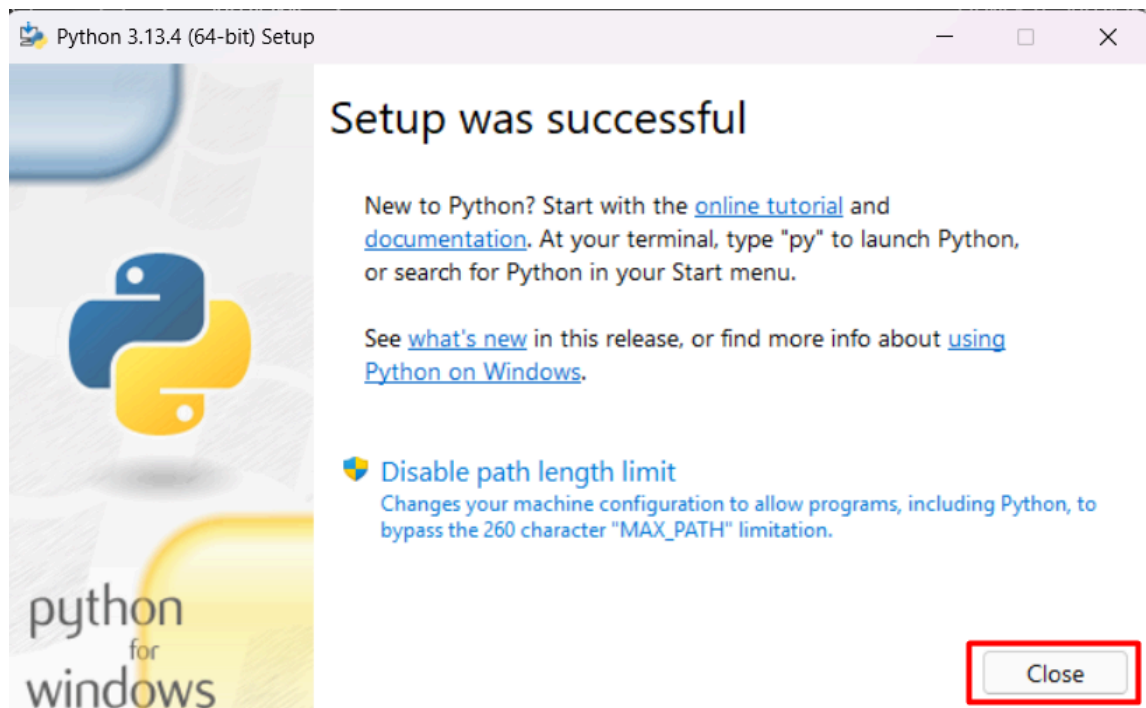 Python 3.13.4 (64-bit) Setup
Setup was successful
New to Python? Start with the online tutorial and
documentation. At your terminal, type "py" to launch Python,
or search for Python in your Start menu.
See what's new in this release, or find more info about using
Python on Windows.
Disable path length limit
Changes your machine configuration to allow programs, including Python, to
bypass the 260 character "MAX_PATH" limitation.
python
for
windows
Close